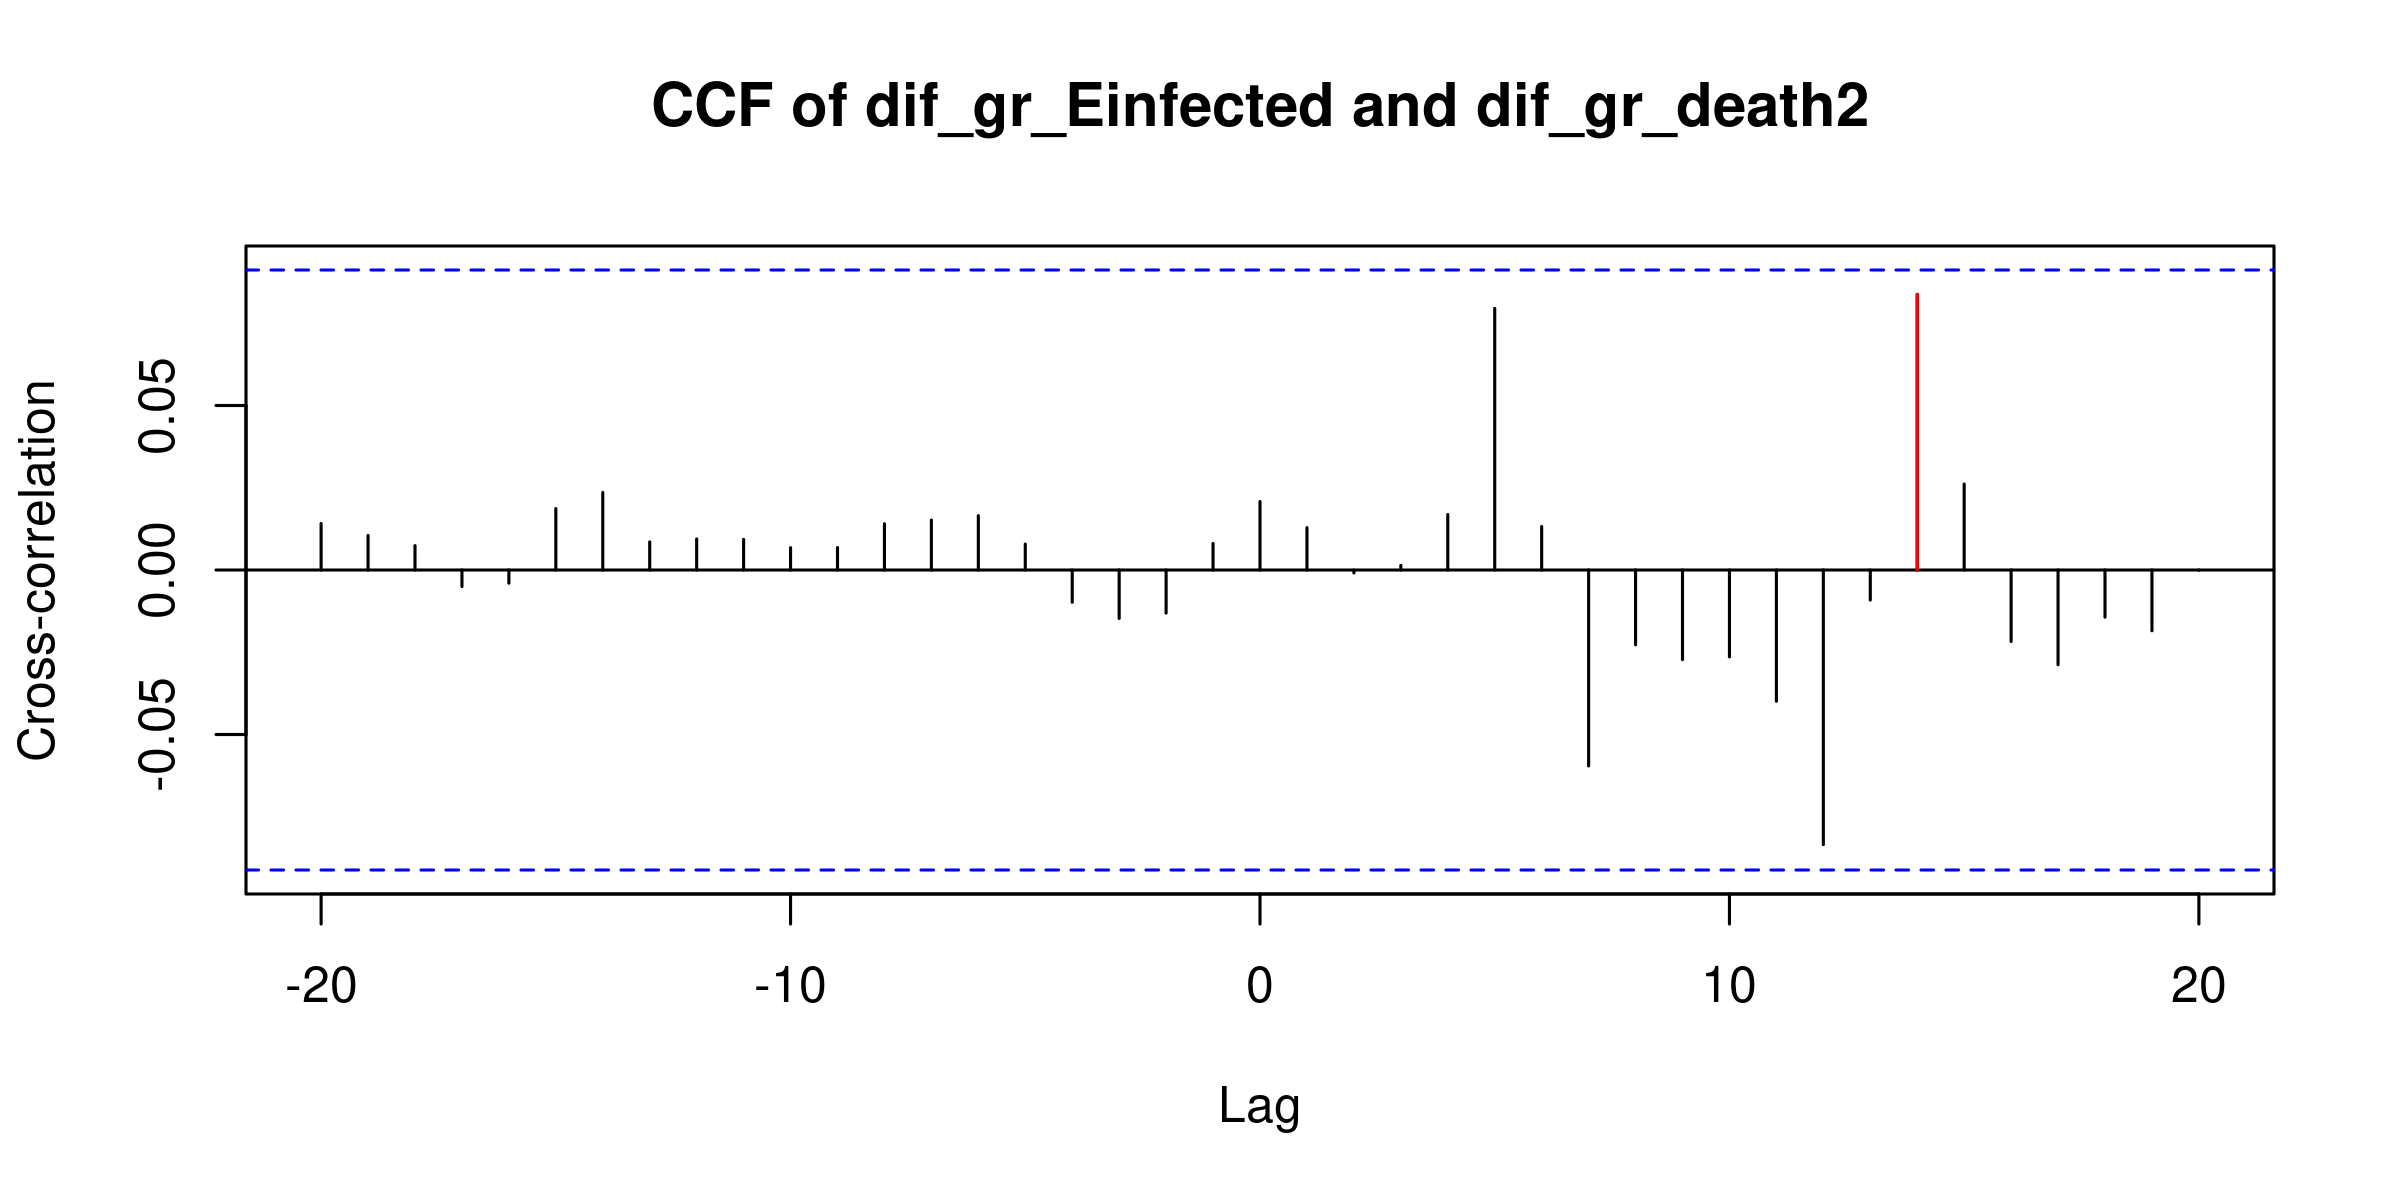 CCF of dif_gr_Einfected and dif_gr_death2
Cross-correlation
0.05
0.00
-0.05
-20 -10 0 10 20
Lag